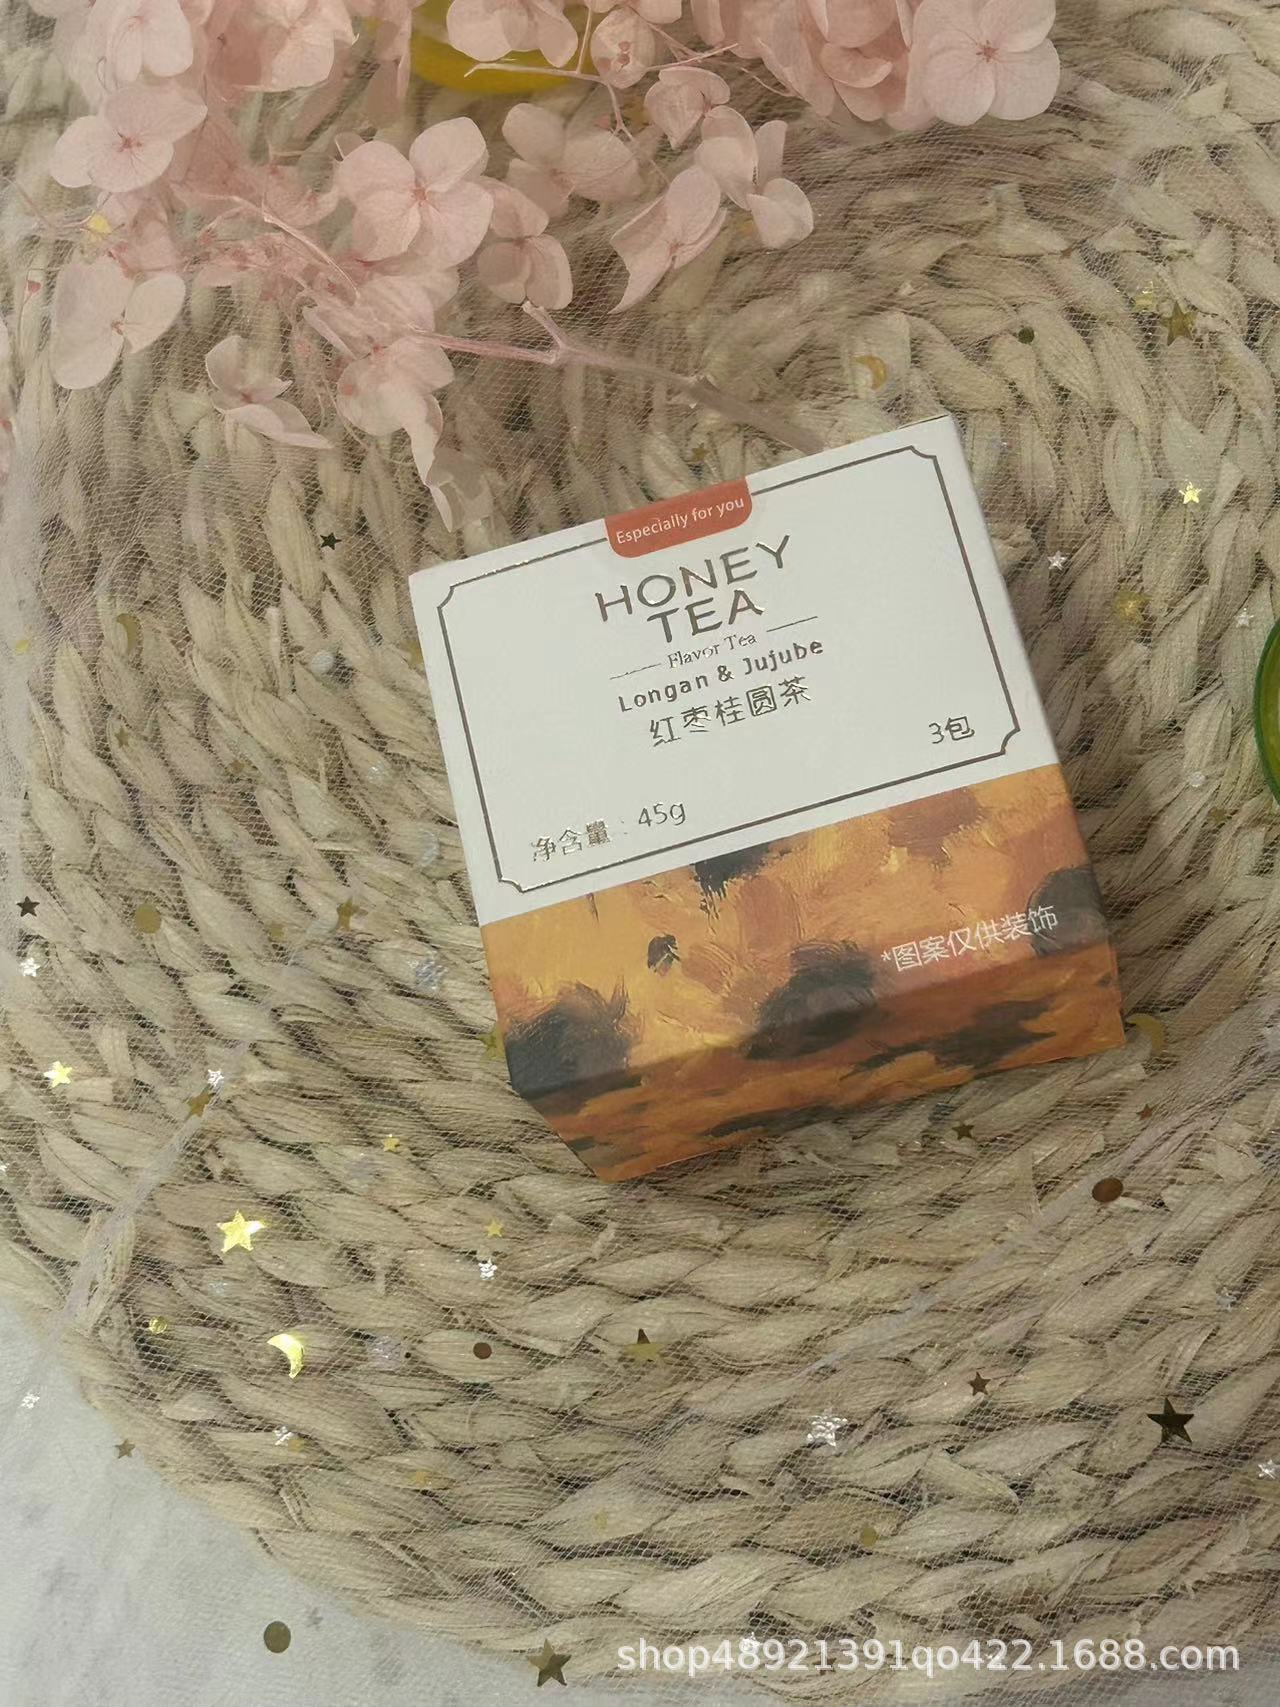 Especially for you
HONEY
TEA
Flavor Tea
Longan & Jujube
红枣桂圆茶
3包
净含量：45g
*图案仅供装饰
shop48921391qo422.1688.com